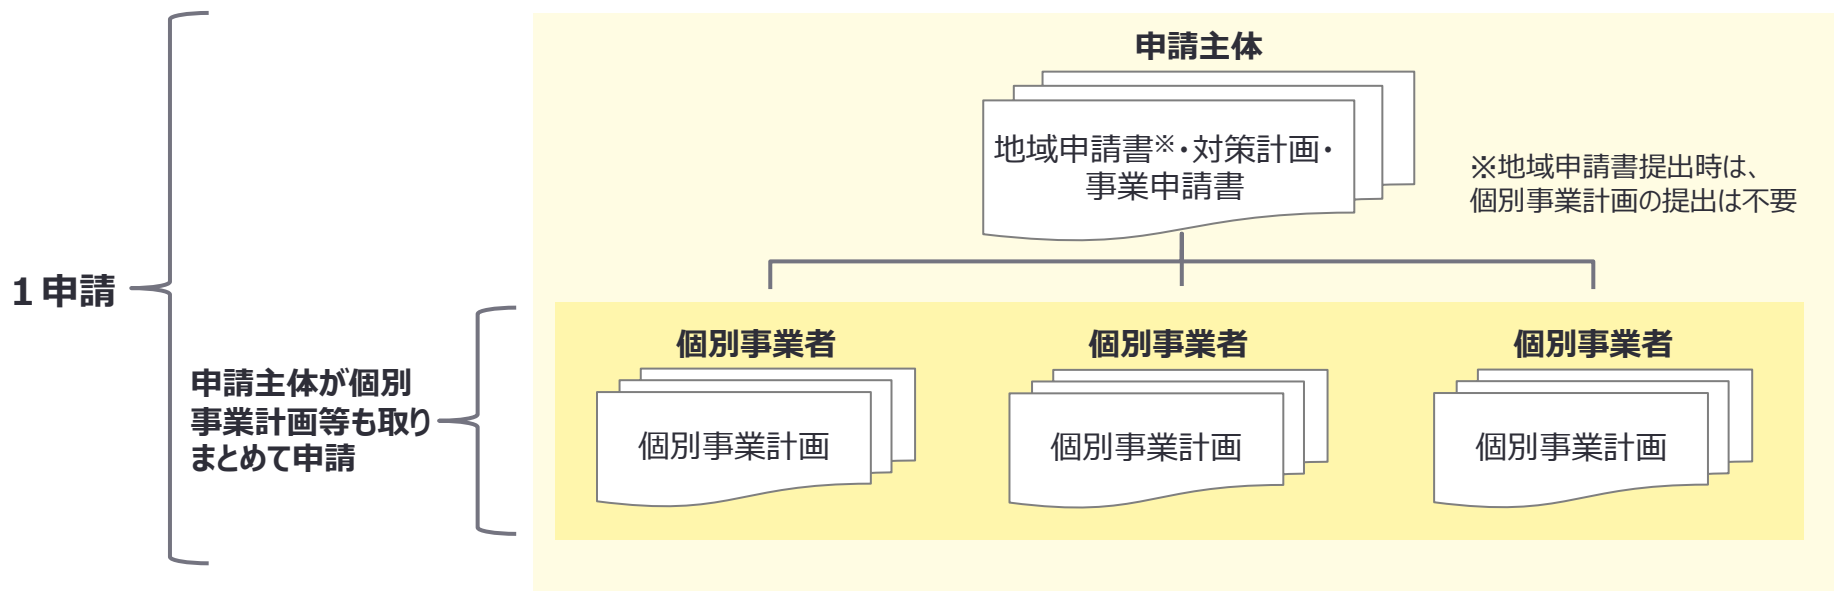 申請主体
地域申請書※・対策計画・
事業申請書
※地域申請書提出時は、
個別事業計画の提出は不要
１申請
申請主体が個別
事業計画等も取り
まとめて申請
個別事業者
個別事業計画
個別事業者
個別事業計画
個別事業者
個別事業計画